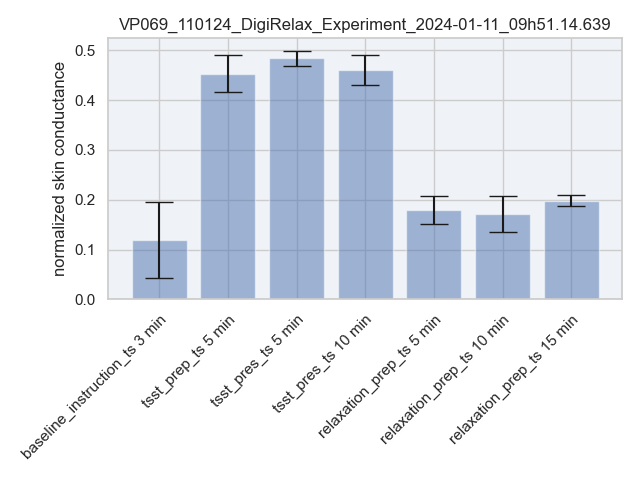 VP069_110124_DigiRelax_Experiment_2024-01-11_09h51.14.639
normalized skin conductance
0.5
0.4
0.3
0.2
0.1
0.0
baseline_instruction_ts 3 min
tsst_prep_ts 5 min
tsst_pres_ts 5 min
tsst_pres_ts 10 min
relaxation_prep_ts 5 min
relaxation_prep_ts 10 min
relaxation_prep_ts 15 min